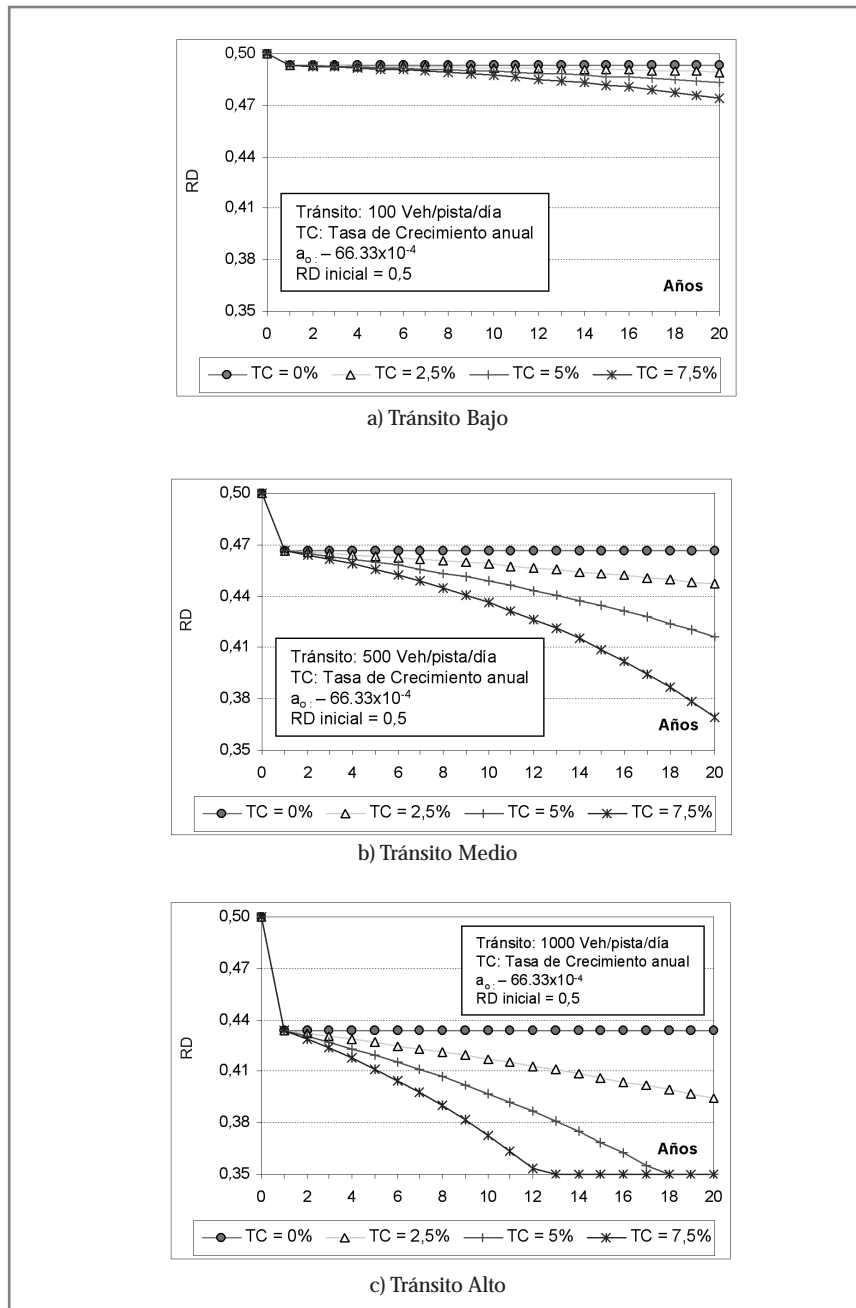 0,50
0,47
0,44
0,41
0,38
0,35
RD
Tránsito: 100 Veh/pista/día
TC: Tasa de Crecimiento anual
ao : – 66.33x10-4
RD inicial = 0,5
Años
0 2 4 6 8 10 12 14 16 18 20
TC = 0% TC = 2,5% TC = 5% TC = 7,5%
a) Tránsito Bajo
0,50
0,47
0,44
0,41
0,38
0,35
RD
Tránsito: 500 Veh/pista/día
TC: Tasa de Crecimiento anual
ao : – 66.33x10-4
RD inicial = 0,5
Años
0 2 4 6 8 10 12 14 16 18 20
TC = 0% TC = 2,5% TC = 5% TC = 7,5%
b) Tránsito Medio
0,50
0,47
0,44
0,41
0,38
0,35
RD
Tránsito: 1000 Veh/pista/día
TC: Tasa de Crecimiento anual
ao : – 66.33x10-4
RD inicial = 0,5
Años
0 2 4 6 8 10 12 14 16 18 20
TC = 0% TC = 2,5% TC = 5% TC = 7,5%
c) Tránsito Alto